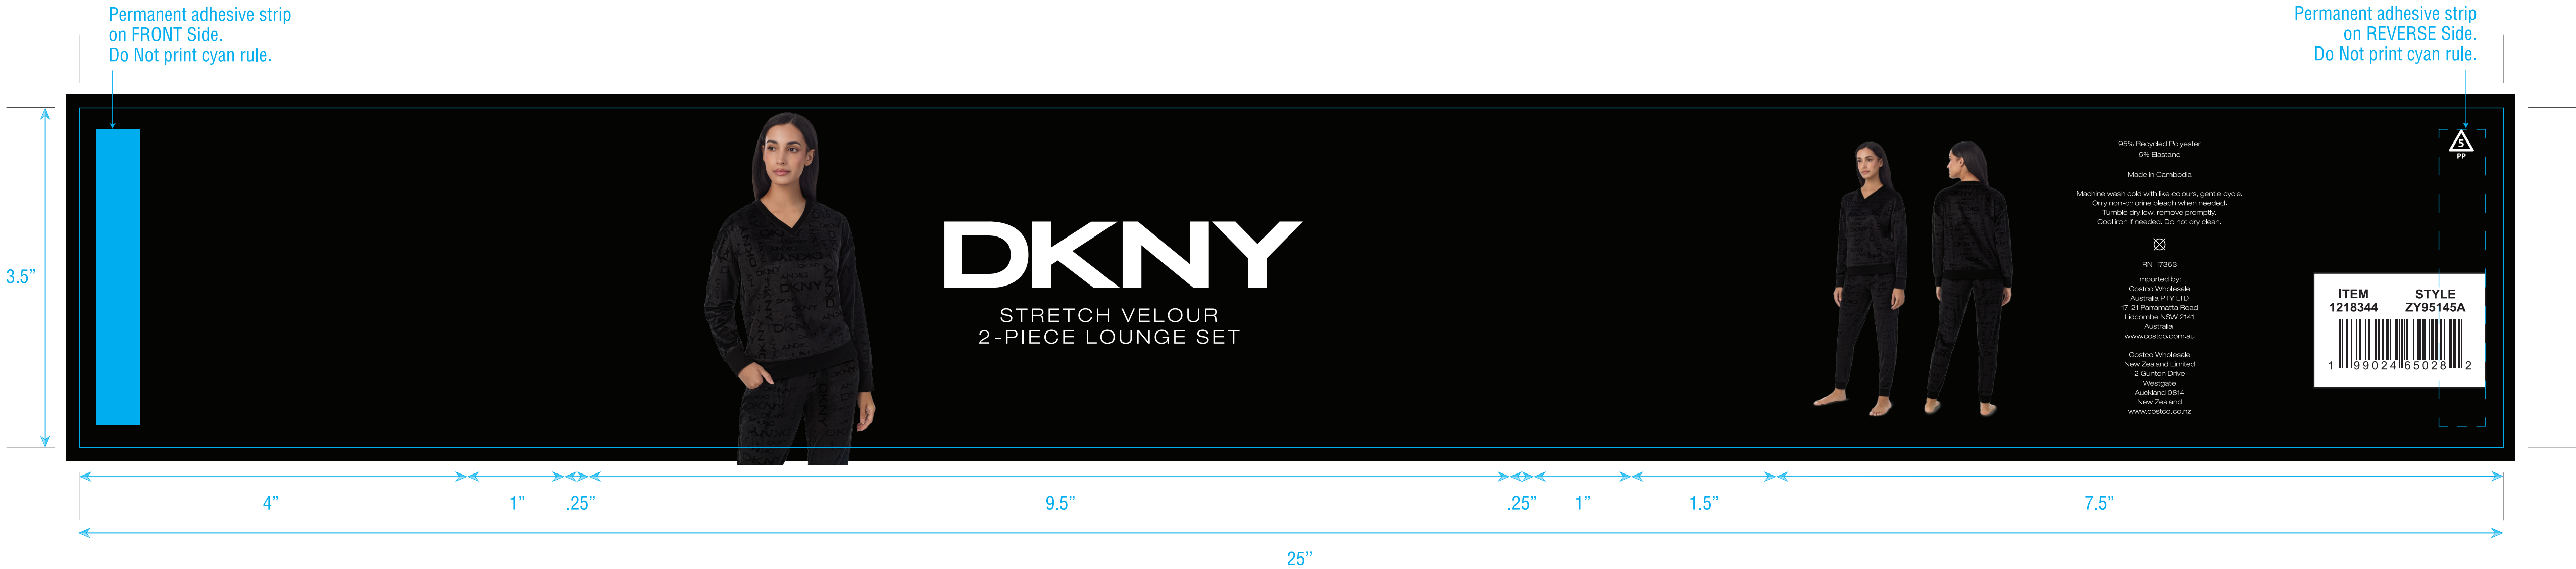 Permanent adhesive strip
on FRONT Side.
Do Not print cyan rule.
Permanent adhesive strip
on REVERSE Side.
Do Not print cyan rule.
3.5”
DKNY
STRETCH VELOUR
2-PIECE LOUNGE SET
95% Recycled Polyester
5% Elastane
Made in Cambodia
Machine wash cold with like colours, gentle cycle.
Only non-chlorine bleach when needed.
Tumble dry low, remove promptly.
Cool iron if needed. Do not dry clean.
RN 17363
Imported by:
Costco Wholesale
Australia PTY LTD
17-21 Parramatta Road
Lidcombe NSW 2141
Australia
www.costco.com.au
Costco Wholesale
New Zealand Limited
2 Gunton Drive
Westgate
Auckland 0814
New Zealand
www.costco.co.nz
5
PP
ITEM STYLE
1218344 ZY95145A
1 99024 65028 2
4” 1” .25” 9.5” .25” 1” 1.5” 7.5”
25”